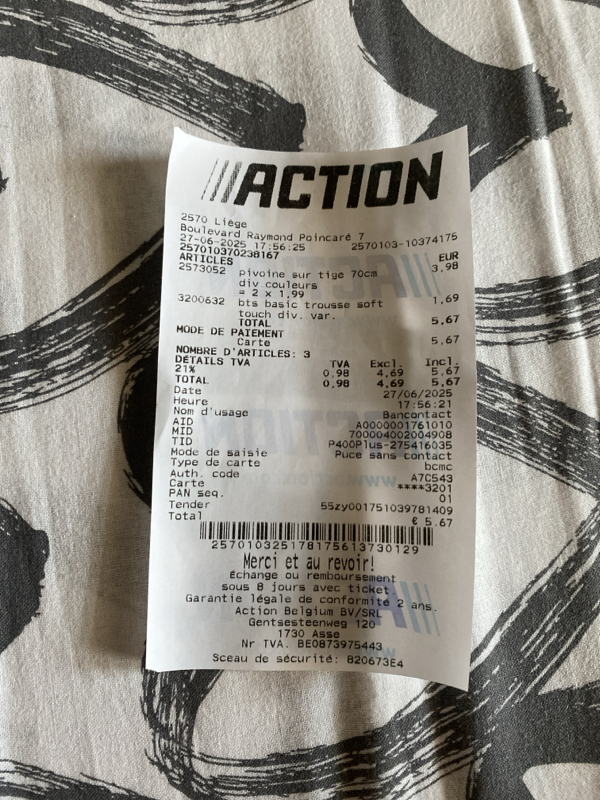 ACTION
2570 Liège
Boulevard Raymond Poincaré 7
27-06-2025 17:56:25 2570103-10374175
257010370238167
ARTICLES EUR
2573052 pivoine sur tige 70cm 3,98
div couleurs
= 2 x 1,99
3200632 bts basic trousse soft 1,69
touch div. var.
TOTAL 5,67
MODE DE PAIEMENT
Carte 5,67
NOMBRE D'ARTICLES: 3
DÉTAILS TVA TVA Excl. Incl.
21% 0,98 4,69 5,67
TOTAL 0,98 4,69 5,67
Date 27/06/2025
Heure 17:56:21
Nom d'usage Bancontact
AID A0000001761010
MID 700004002004908
TID P400Plus-275416035
Mode de saisie Puce sans contact
Type de carte bcmc
Auth. code A7C543
Carte ****3201
PAN seq. 01
Tender 55zy001751039781409
Total € 5.67
2570103251781756137301​29
Merci et au revoir!
Échange ou remboursement
sous 8 jours avec ticket
Garantie légale de conformité 2 ans.
Action Belgium BV/SRL
Gentsesteenweg 120
1730 Asse
Nr TVA. BE0873975443
Sceau de sécurité: 820673E4